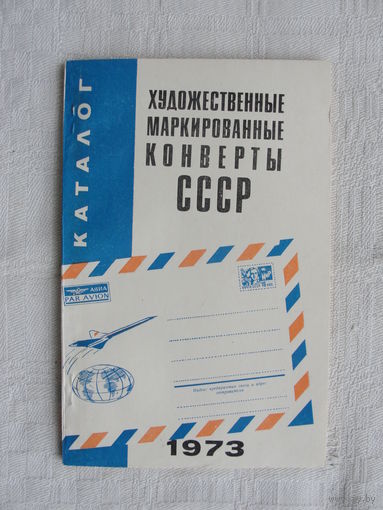 КАТАЛОГ
ХУДОЖЕСТВЕННЫЕ
МАРКИРОВАННЫЕ
КОНВЕРТЫ
СССР
АВИА
PAR AVION
1973